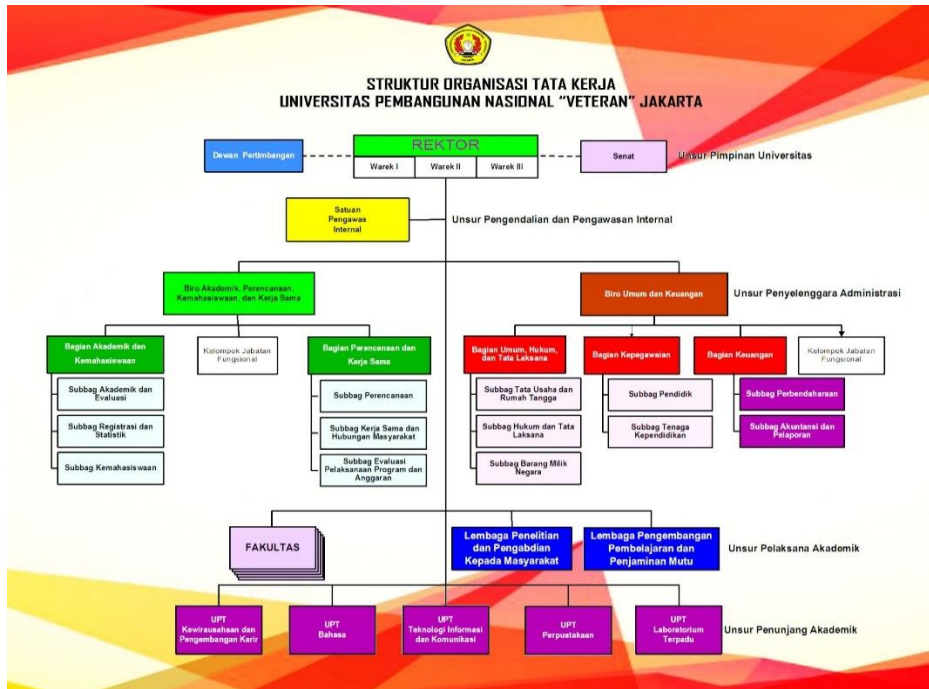 STRUKTUR ORGANISASI TATA KERJA
UNIVERSITAS PEMBANGUNAN NASIONAL “VETERAN” JAKARTA
Dewan Pertimbangan
REKTOR
Warek I
Warek II
Warek III
Senat
Unsur Pimpinan Universitas
Satuan
Pengawas
Internal
Unsur Pengendalian dan Pengawasan Internal
Biro Akademik, Perencanaan,
Kemahasiswaan, dan Kerja Sama
Biro Umum dan Keuangan
Unsur Penyelenggara Administrasi
Bagian Akademik dan
Kemahasiswaan
Kelompok Jabatan
Fungsional
Bagian Perencanaan dan
Kerja Sama
Bagian Umum, Hukum,
dan Tata Laksana
Bagian Kepegawaian
Bagian Keuangan
Kelompok Jabatan
Fungsional
Subbag Akademik dan
Evaluasi
Subbag Registrasi dan
Statistik
Subbag Kemahasiswaan
Subbag Perencanaan
Subbag Kerja Sama dan
Hubungan Masyarakat
Subbag Evaluasi
Pelaksanaan Program dan
Anggaran
Subbag Tata Usaha dan
Rumah Tangga
Subbag Hukum dan Tata
Laksana
Subbag Barang Milik
Negara
Subbag Pendidik
Subbag Tenaga
Kependidikan
Subbag Perbendaharaan
Subbag Akuntansi dan
Pelaporan
FAKULTAS
Lembaga Penelitian
dan Pengabdian
Kepada Masyarakat
Lembaga Pengembangan
Pembelajaran dan
Penjaminan Mutu
Unsur Pelaksana Akademik
UPT
Kewirausahaan dan
Pengembangan Karir
UPT
Bahasa
UPT
Teknologi Informasi
dan Komunikasi
UPT
Perpustakaan
UPT
Laboratorium
Terpadu
Unsur Penunjang Akademik